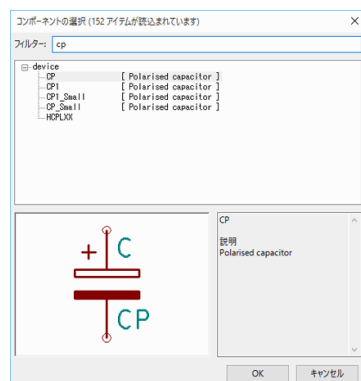 コンポーネントの選択 (152 アイテムが読込まれています)
フィルター: cp
device
CP [ Polarised capacitor ]
CP1 [ Polarised capacitor ]
CP1_Small [ Polarised capacitor ]
CP_Small [ Polarised capacitor ]
HCPLXX
+ C
CP
CP
説明
Polarised capacitor
OK キャンセル